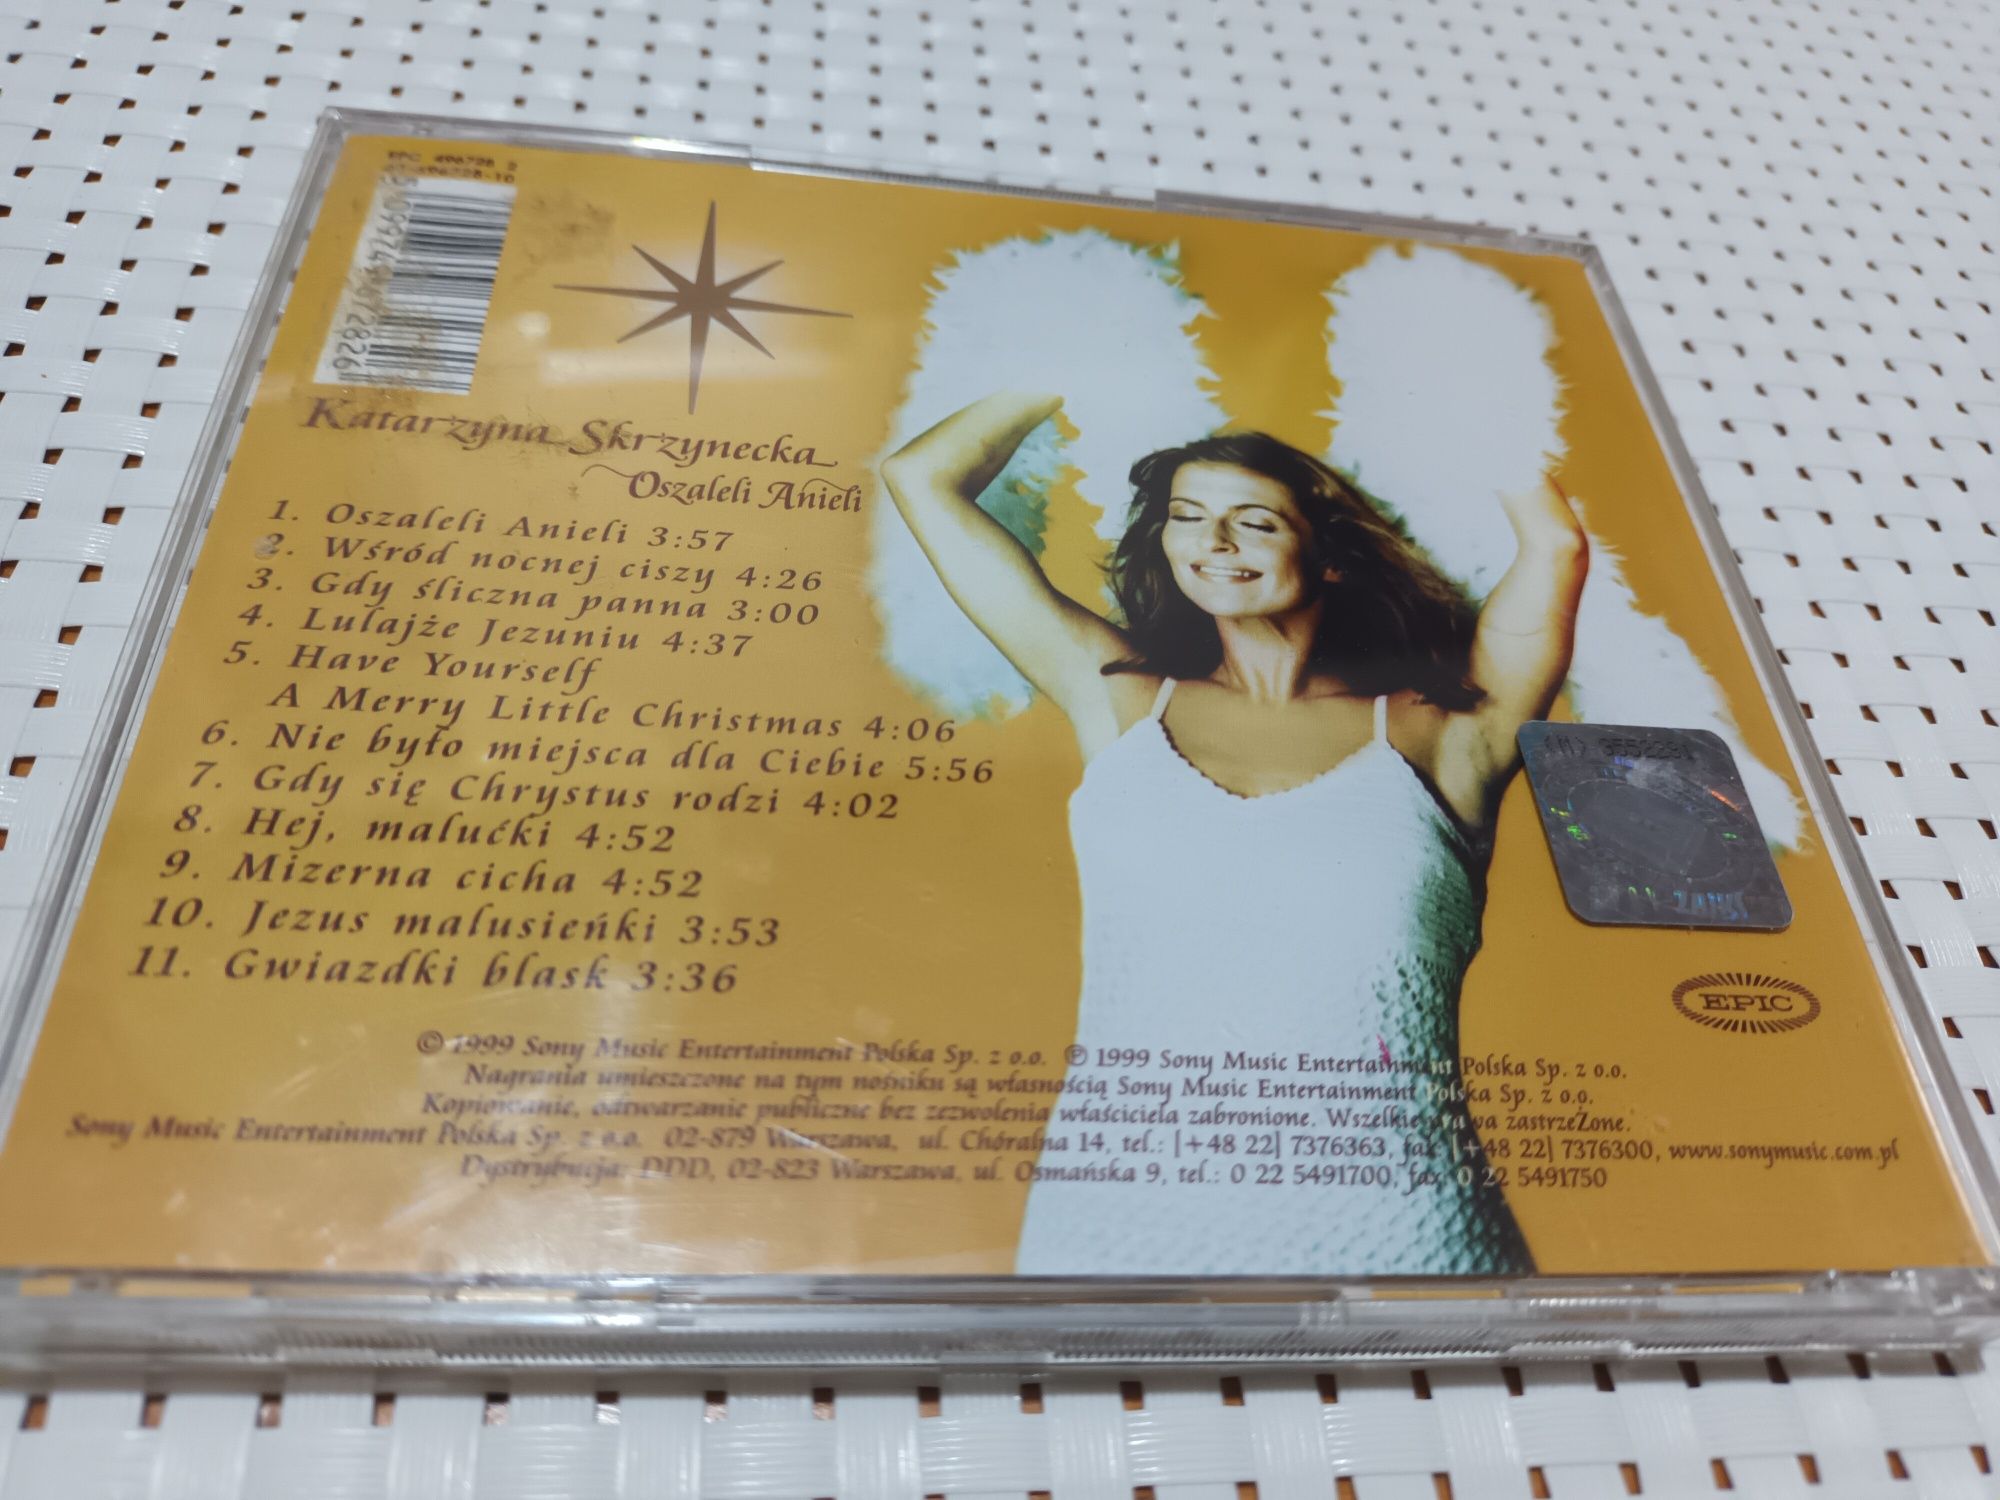 EPC 496728 2
Katarzyna Skrzynecka
Oszaleli Anieli
1. Oszaleli Anieli 3:57
2. Wśród nocnej ciszy 4:26
3. Gdy śliczna panna 3:00
4. Lulajże Jezuniu 4:37
5. Have Yourself
A Merry Little Christmas 4:06
6. Nie było miejsca dla Ciebie 5:56
7. Gdy się Chrystus rodzi 4:02
8. Hej, malućki 4:52
9. Mizerna cicha 4:52
10. Jezus malusieńki 3:53
11. Gwiazdki blask 3:36
EPIC
© 1999 Sony Music Entertainment Polska Sp. z o.o. ℗ 1999 Sony Music Entertainment Polska Sp. z o.o.
Nagrania umieszczone na tym nośniku są własnością Sony Music Entertainment Polska Sp. z o.o.
Kopiowanie, odtwarzanie publiczne bez zezwolenia właściciela zabronione. Wszelkie prawa zastrzeŻone.
Sony Music Entertainment Polska Sp. z o.o. 02-879 Warszawa, ul. Chóralna 14, tel.: [+48 22] 7376363, fax: [+48 22] 7376300, www.sonymusic.com.pl
Dystrybucja: DDD, 02-823 Warszawa, ul. Osmańska 9, tel.: 0 22 5491700, fax: 0 22 5491750